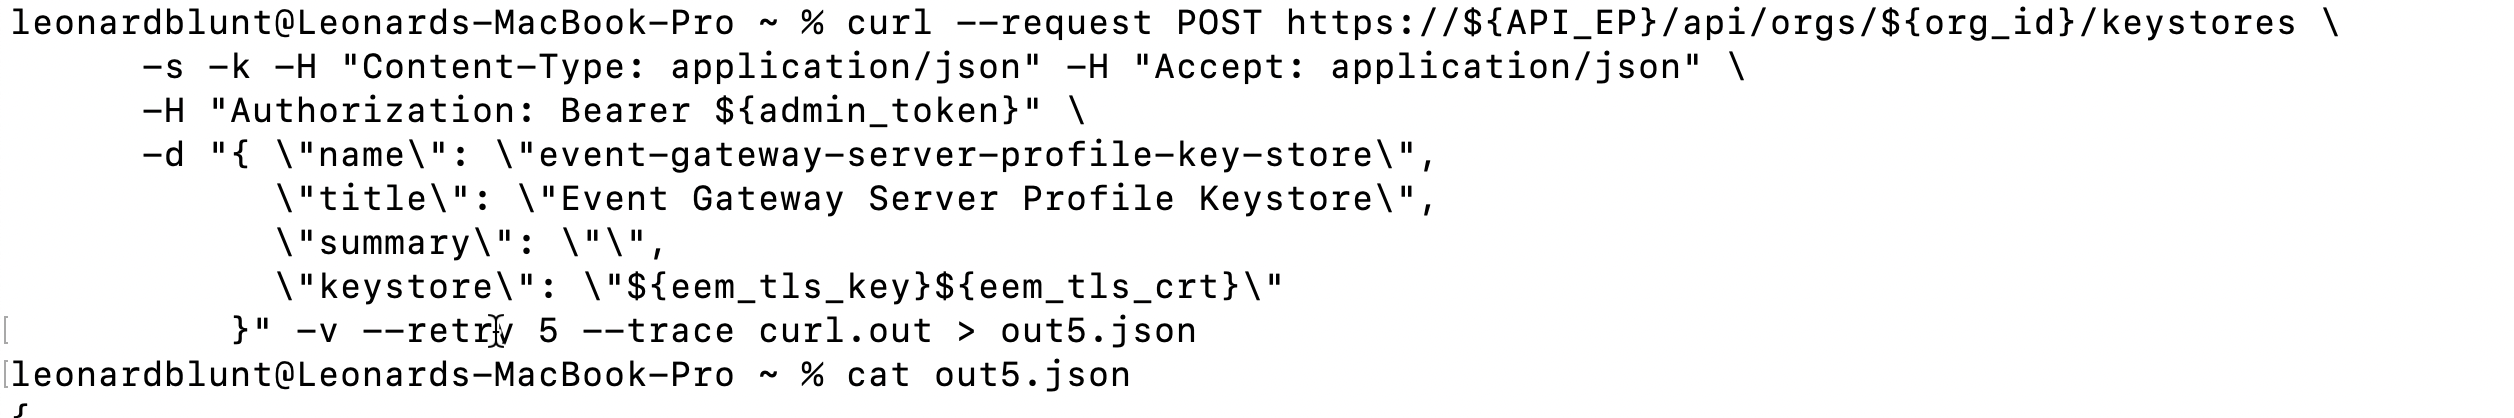 leonardblunt@Leonards-MacBook-Pro ~ % curl --request POST https://${API_EP}/api/orgs/${org_id}/keystores \
-s -k -H "Content-Type: application/json" -H "Accept: application/json" \
-H "Authorization: Bearer ${admin_token}" \
-d "{ \"name\": \"event-gateway-server-profile-key-store\",
\"title\": \"Event Gateway Server Profile Keystore\",
\"summary\": \"\",
\"keystore\": \"${eem_tls_key}${eem_tls_crt}\"
}" -v --retry 5 --trace curl.out > out5.json
leonardblunt@Leonards-MacBook-Pro ~ % cat out5.json
{